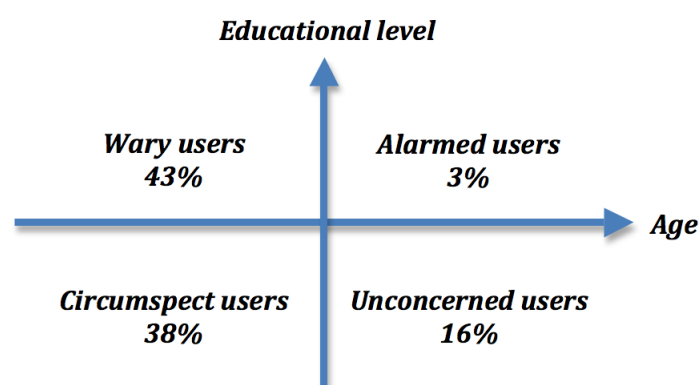 Educational level
Wary users
43%
Alarmed users
3%
Age
Circumspect users
38%
Unconcerned users
16%